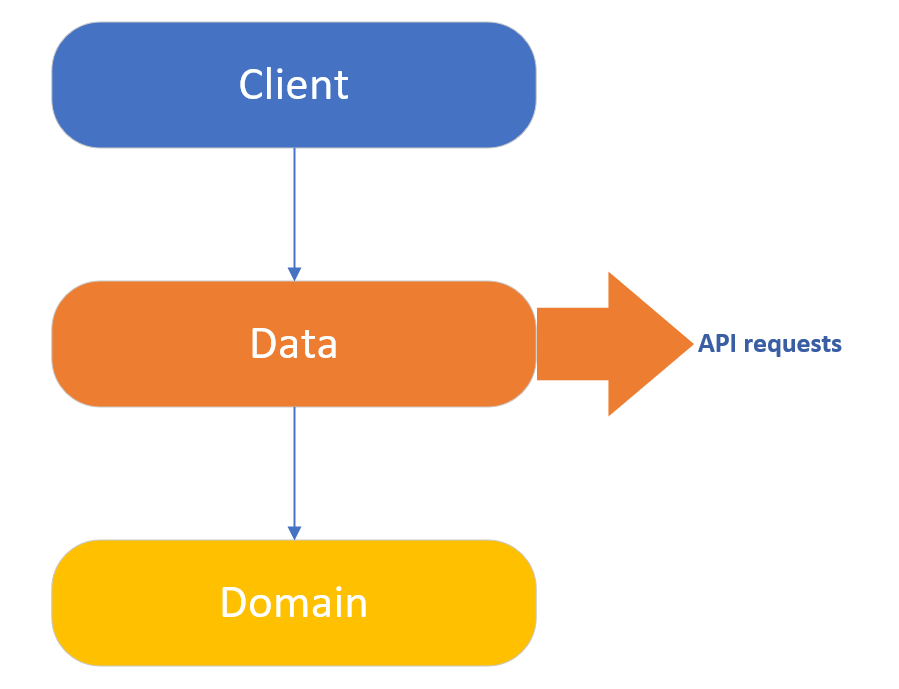 Client
Data
API requests
Domain